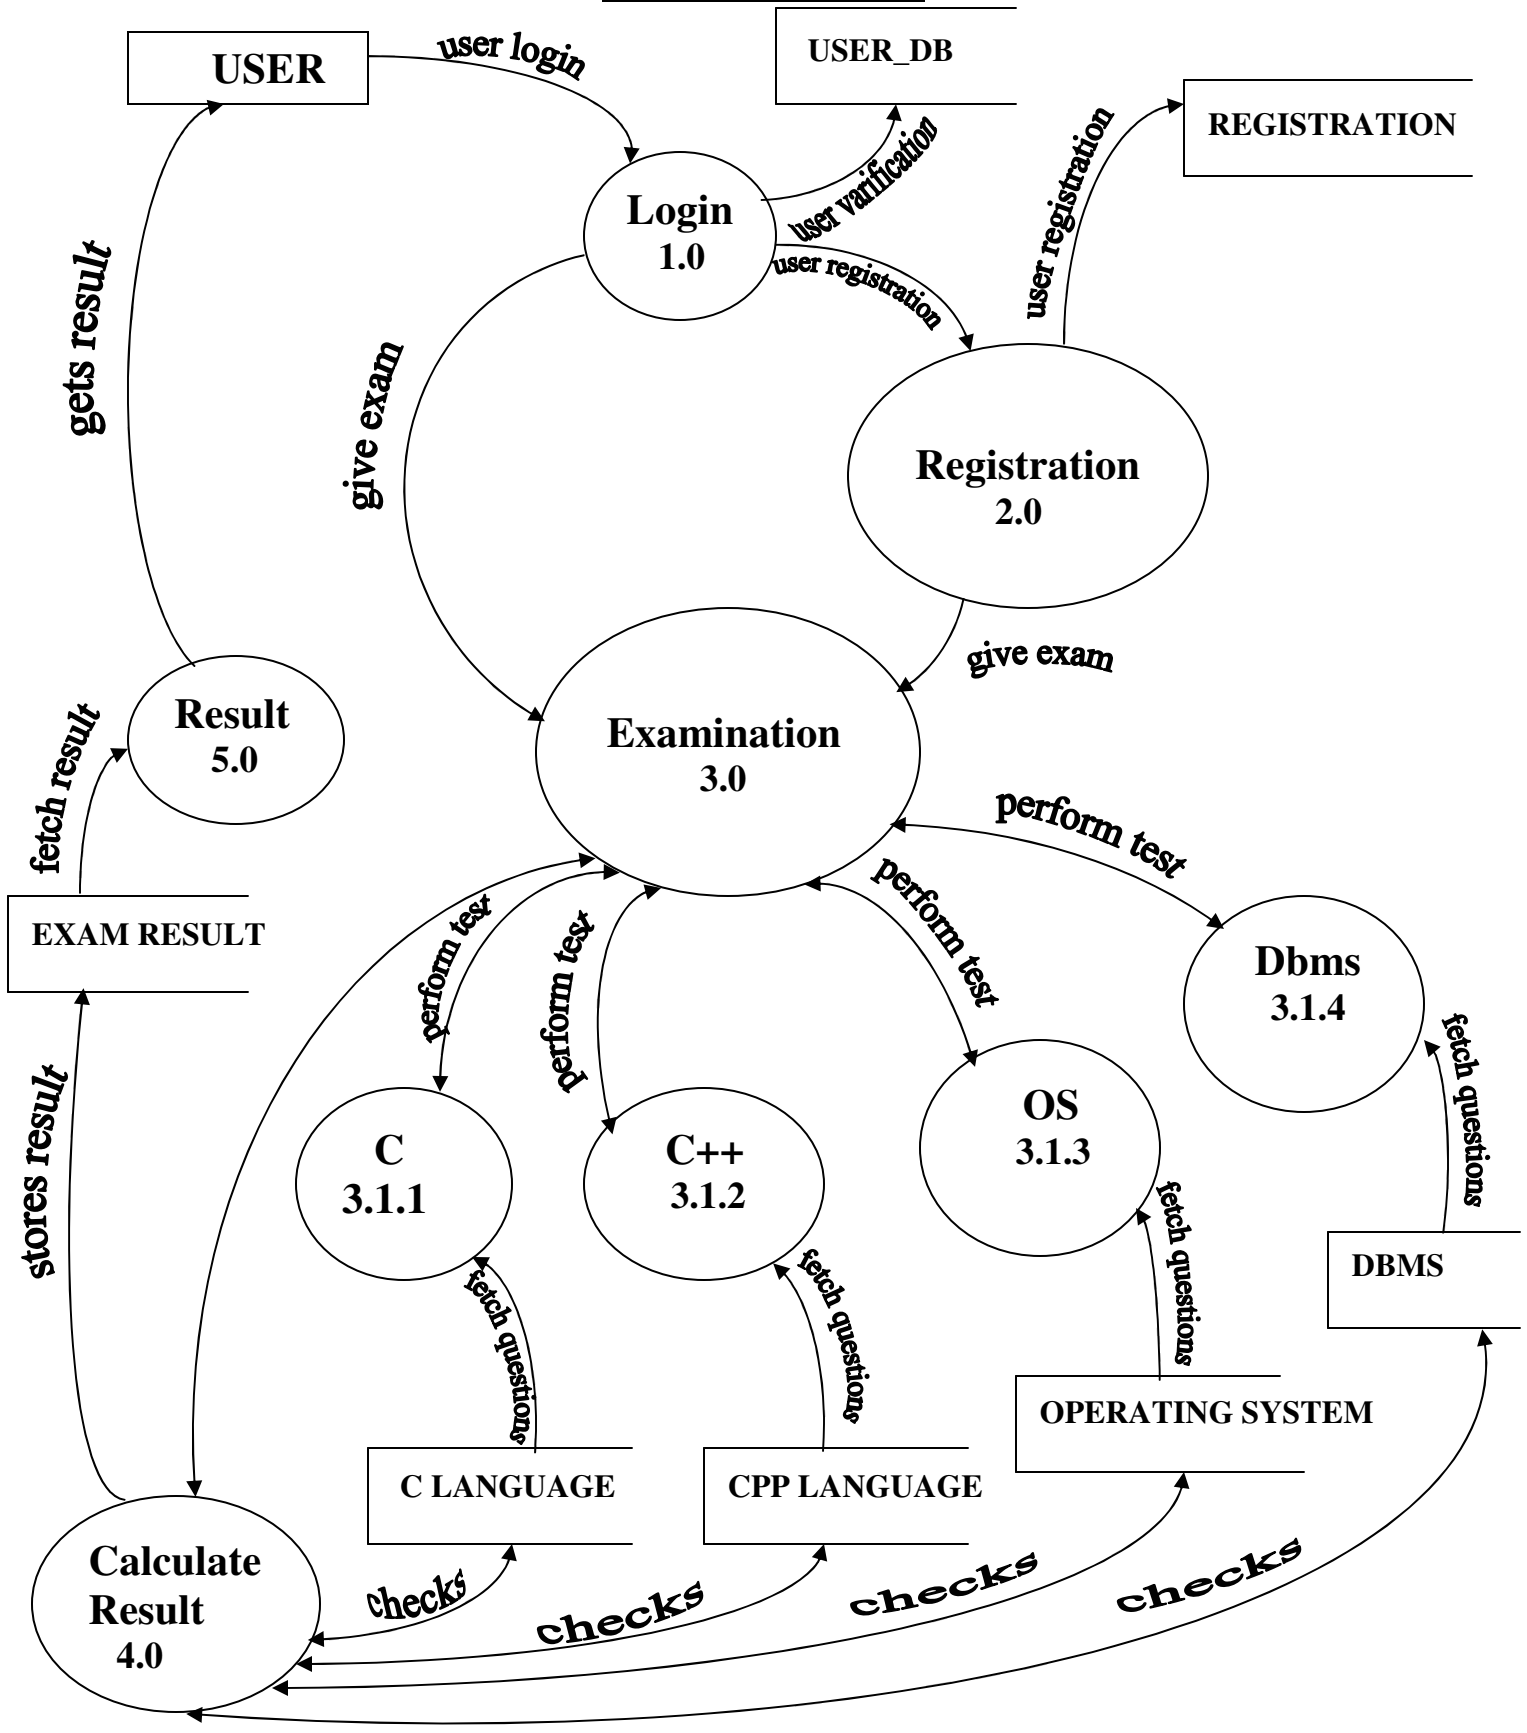 USER
user login
USER_DB
REGISTRATION
Login
1.0
user varification
user registration
user registration
gets result
give exam
Registration
2.0
give exam
Result
5.0
Examination
3.0
fetch result
perform test
perform test
perform test
perform test
EXAM RESULT
Dbms
3.1.4
fetch questions
OS
3.1.3
C
3.1.1
C++
3.1.2
stores result
fetch questions
fetch questions
fetch questions
DBMS
OPERATING SYSTEM
C LANGUAGE
CPP LANGUAGE
Calculate
Result
4.0
checks
checks
checks
checks